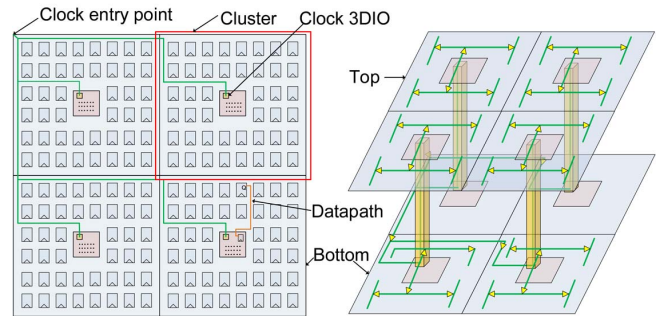 Clock entry point
Cluster
Clock 3DIO
Top
Datapath
Bottom